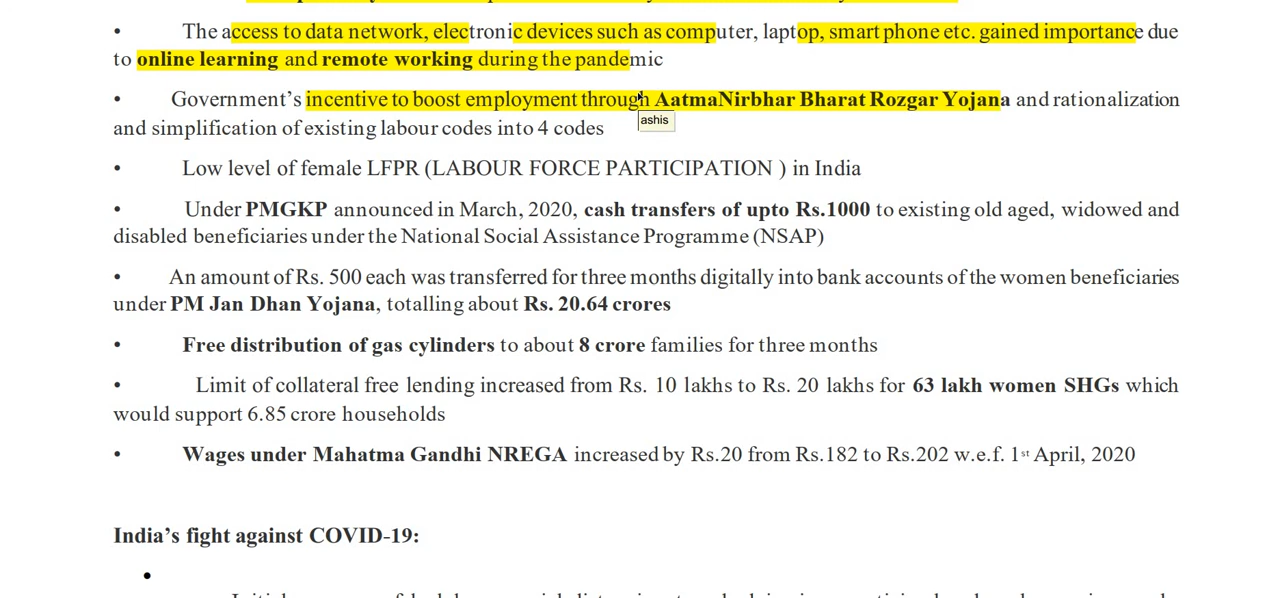 • The access to data network, electronic devices such as computer, laptop, smart phone etc. gained importance due
to online learning and remote working during the pandemic
• Government’s incentive to boost employment through AatmaNirbhar Bharat Rozgar Yojana and rationalization
ashis
and simplification of existing labour codes into 4 codes
• Low level of female LFPR (LABOUR FORCE PARTICIPATION ) in India
• Under PMGKP announced in March, 2020, cash transfers of upto Rs.1000 to existing old aged, widowed and
disabled beneficiaries under the National Social Assistance Programme (NSAP)
• An amount of Rs. 500 each was transferred for three months digitally into bank accounts of the women beneficiaries
under PM Jan Dhan Yojana, totalling about Rs. 20.64 crores
• Free distribution of gas cylinders to about 8 crore families for three months
• Limit of collateral free lending increased from Rs. 10 lakhs to Rs. 20 lakhs for 63 lakh women SHGs which
would support 6.85 crore households
• Wages under Mahatma Gandhi NREGA increased by Rs.20 from Rs.182 to Rs.202 w.e.f. 1st April, 2020
India’s fight against COVID-19:
•